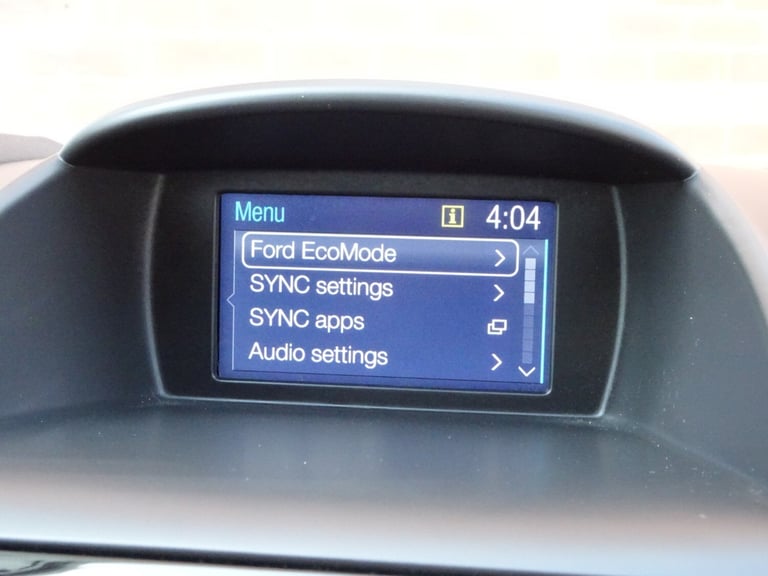 Menu i 4:04
Ford EcoMode
SYNC settings
SYNC apps
Audio settings